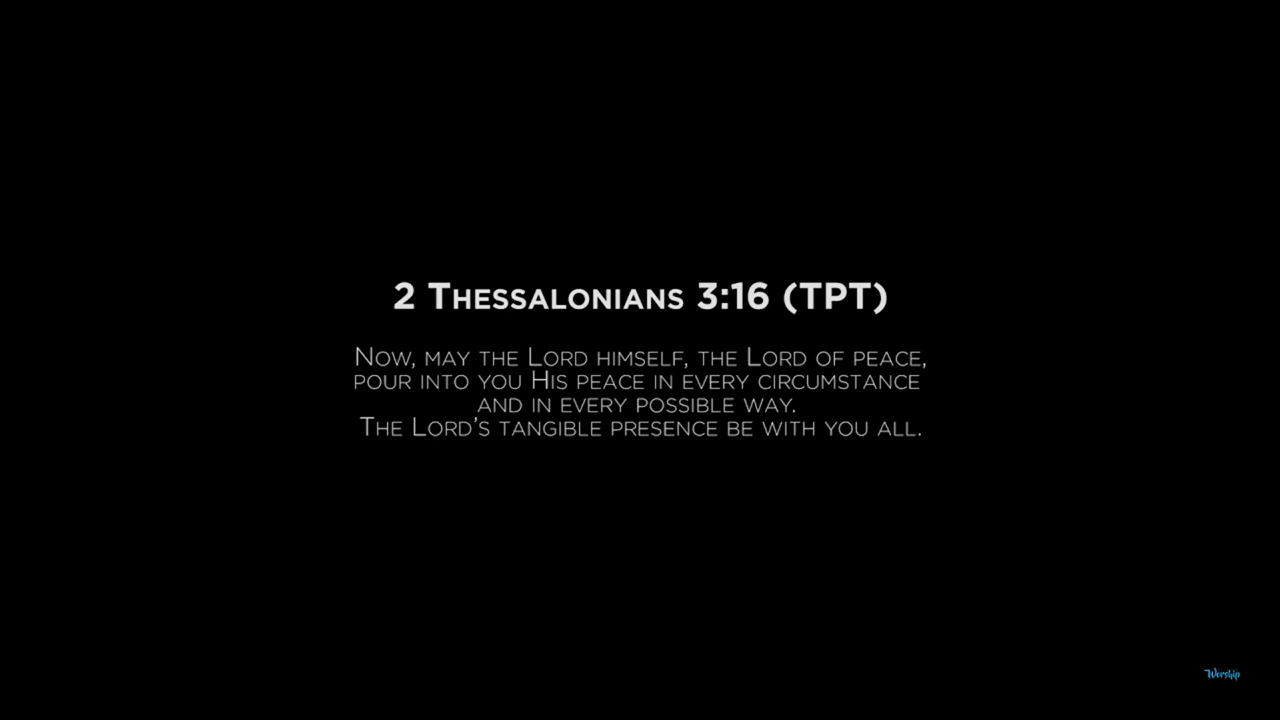 2 Thessalonians 3:16 (TPT)
Now, may the Lord himself, the Lord of peace,
pour into you His peace in every circumstance
and in every possible way.
The Lord's tangible presence be with you all.
Worship